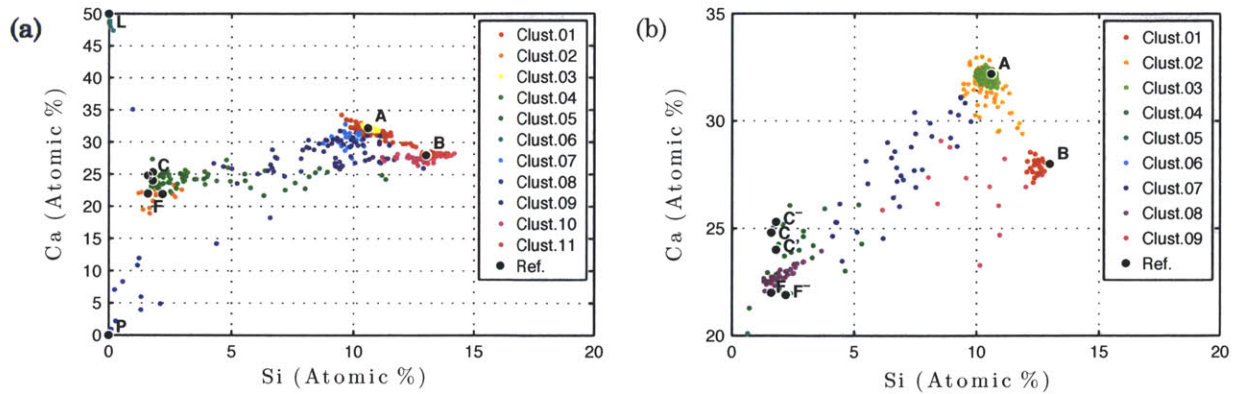 (a)
50
45
40
35
30
25
20
15
10
5
0
0
5
10
15
20
Ca (Atomic %)
Si (Atomic %)
L
A
B
C
F
P
Clust.01
Clust.02
Clust.03
Clust.04
Clust.05
Clust.06
Clust.07
Clust.08
Clust.09
Clust.10
Clust.11
Ref.
(b)
35
30
25
20
0
5
10
15
20
Ca (Atomic %)
Si (Atomic %)
A
B
C⁻
C
C'
F
F⁻
Clust.01
Clust.02
Clust.03
Clust.04
Clust.05
Clust.06
Clust.07
Clust.08
Clust.09
Ref.